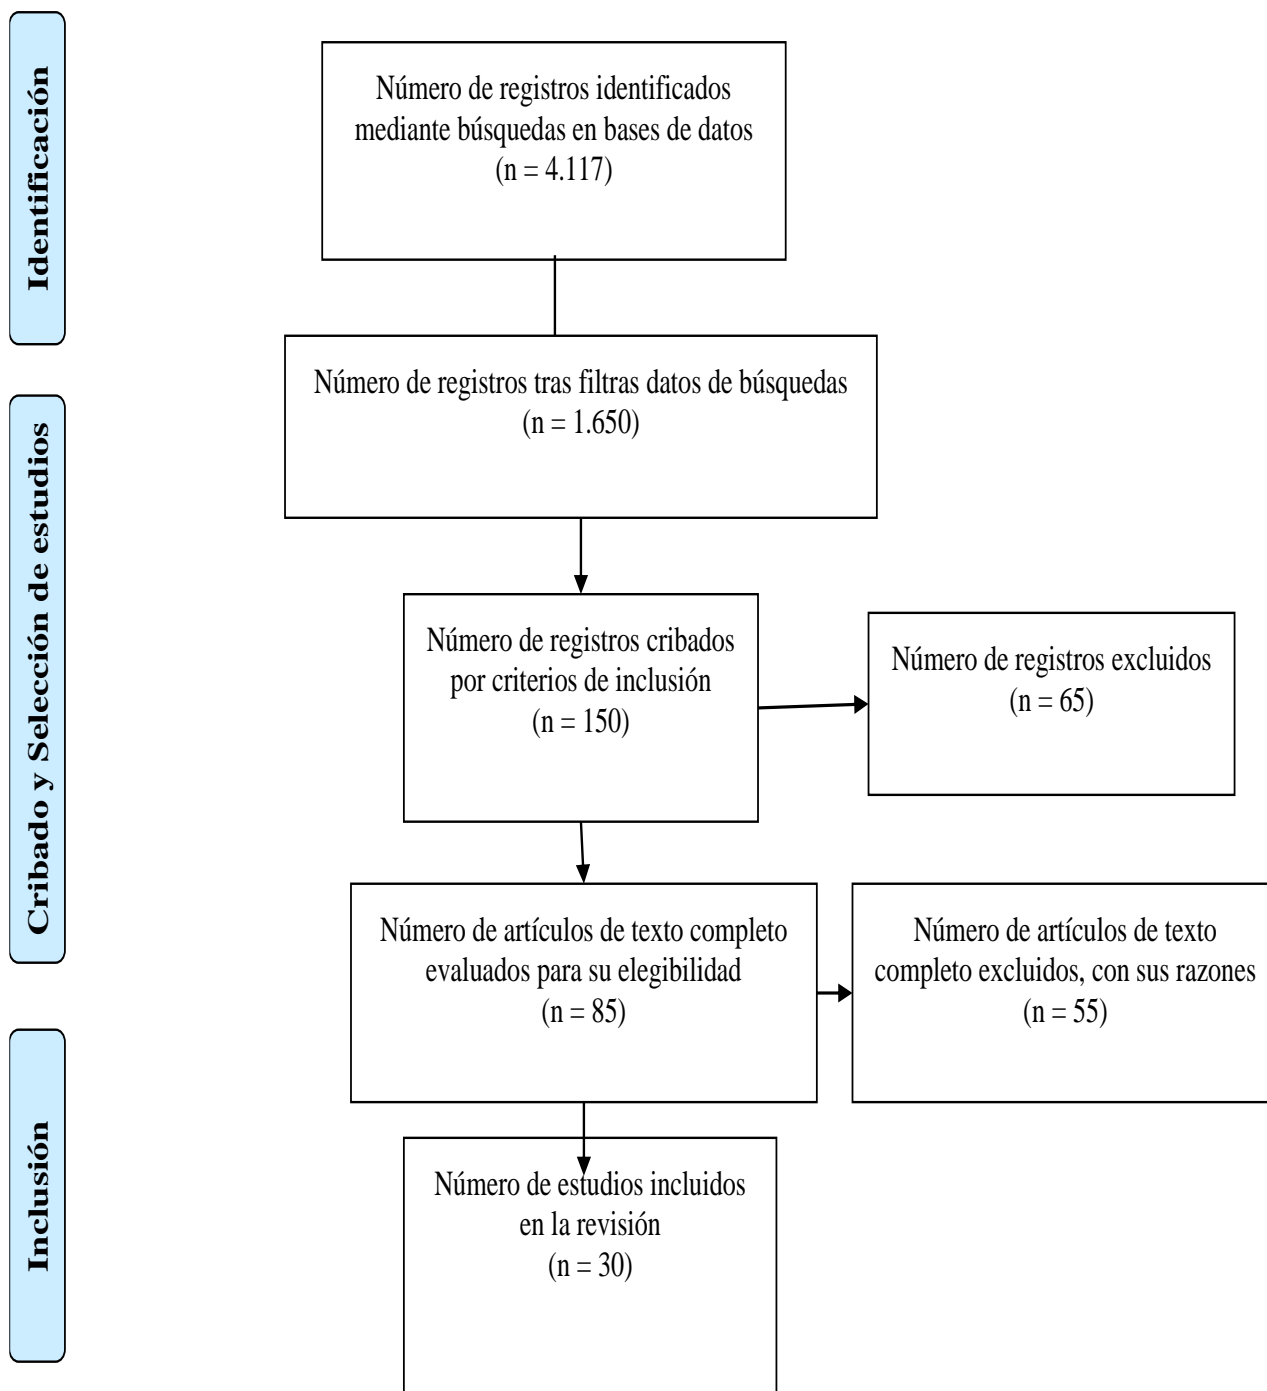 Identificación
Número de registros identificados
mediante búsquedas en bases de datos
(n = 4.117)
Número de registros tras filtras datos de búsquedas
(n = 1.650)
Cribado y Selección de estudios
Número de registros cribados
por criterios de inclusión
(n = 150)
Número de registros excluidos
(n = 65)
Número de artículos de texto completo
evaluados para su elegibilidad
(n = 85)
Número de artículos de texto
completo excluidos, con sus razones
(n = 55)
Inclusión
Número de estudios incluidos
en la revisión
(n = 30)